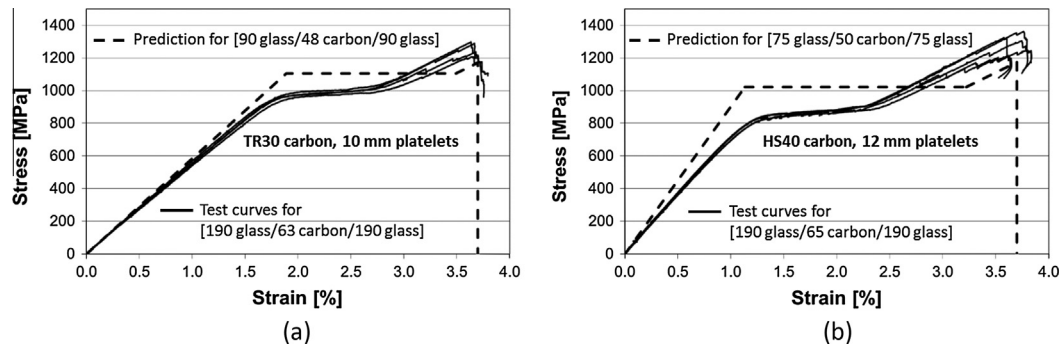 1400
1200
1000
800
600
400
200
0
Stress [MPa]
Prediction for [90 glass/48 carbon/90 glass]
TR30 carbon, 10 mm platelets
Test curves for
[190 glass/63 carbon/190 glass]
0.0 0.5 1.0 1.5 2.0 2.5 3.0 3.5 4.0
Strain [%]
(a)
1400
1200
1000
800
600
400
200
0
Stress [MPa]
Prediction for [75 glass/50 carbon/75 glass]
HS40 carbon, 12 mm platelets
Test curves for
[190 glass/65 carbon/190 glass]
0.0 0.5 1.0 1.5 2.0 2.5 3.0 3.5 4.0
Strain [%]
(b)